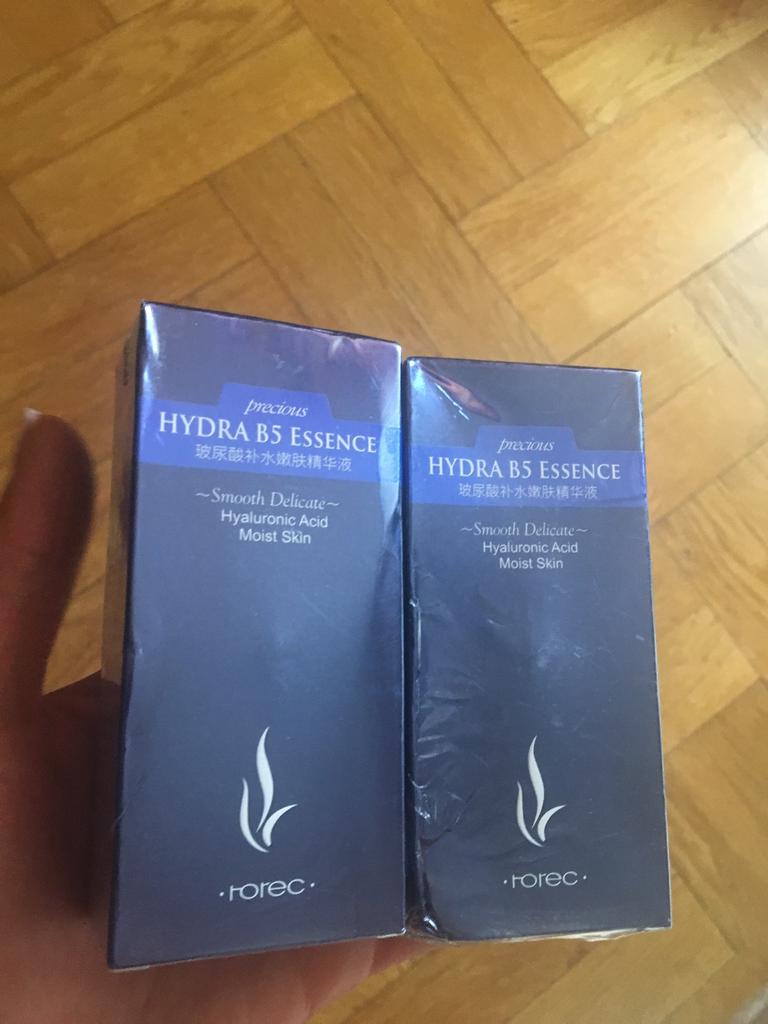 precious
HYDRA B5 ESSENCE
玻尿酸补水嫩肤精华液
~Smooth Delicate~
Hyaluronic Acid
Moist Skin
·rorec·
precious
HYDRA B5 ESSENCE
玻尿酸补水嫩肤精华液
~Smooth Delicate~
Hyaluronic Acid
Moist Skin
·rorec·